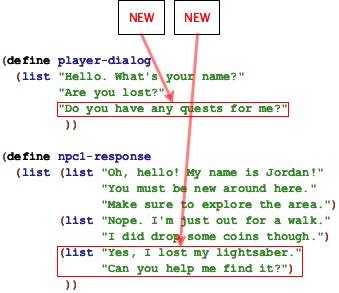 NEW NEW
(define player-dialog
(list "Hello. What's your name?"
"Are you lost?"
"Do you have any quests for me?"
))
(define npc1-response
(list (list "Oh, hello! My name is Jordan!"
"You must be new around here."
"Make sure to explore the area.")
(list "Nope. I'm just out for a walk."
"I did drop some coins though.")
(list "Yes, I lost my lightsaber."
"Can you help me find it?")
))